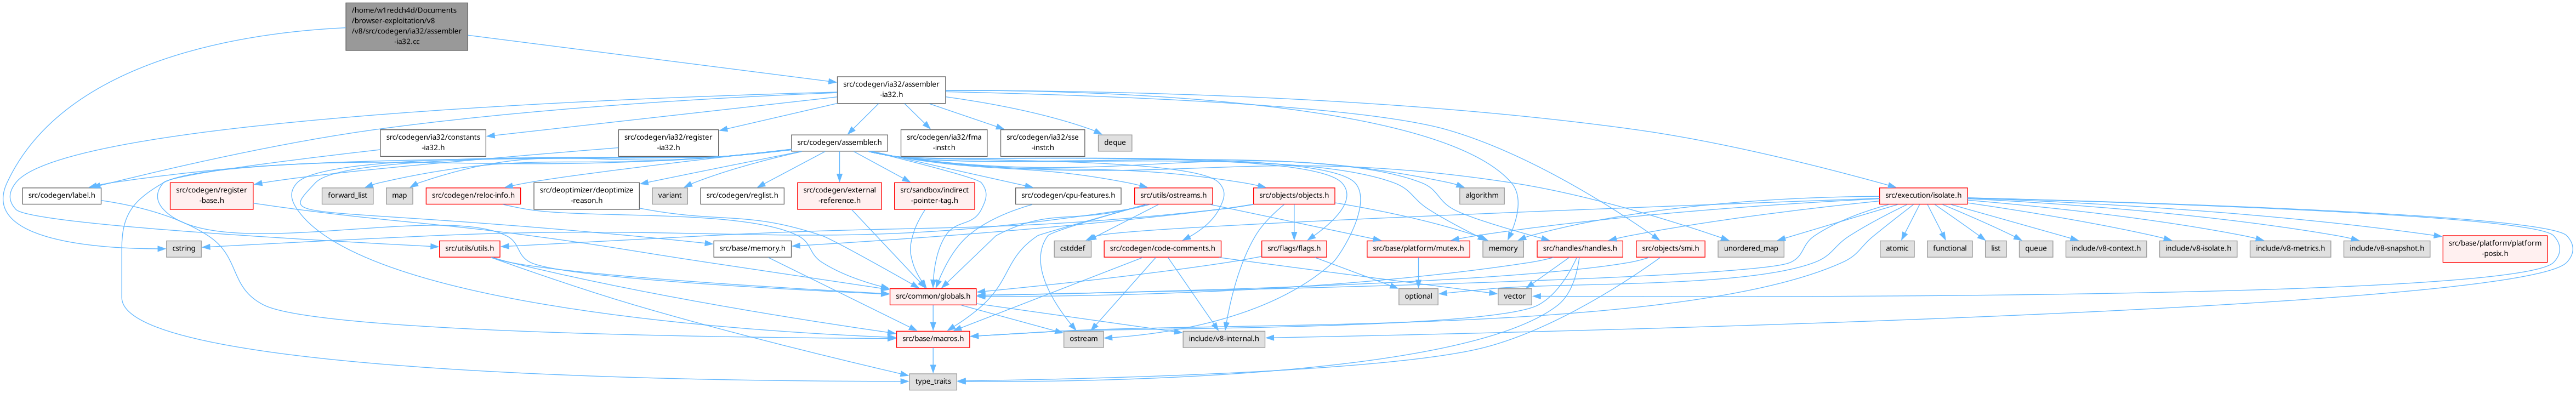 /home/w1redch4d/Documents
/browser-exploitation/v8
/v8/src/codegen/ia32/assembler
-ia32.cc
src/codegen/ia32/assembler
-ia32.h
src/codegen/ia32/constants
-ia32.h
src/codegen/ia32/register
-ia32.h
src/codegen/assembler.h
src/codegen/ia32/fma
-instr.h
src/codegen/ia32/sse
-instr.h
deque
src/codegen/label.h
src/codegen/register
-base.h
forward_list
map
src/codegen/reloc-info.h
src/deoptimizer/deoptimize
-reason.h
variant
src/codegen/reglist.h
src/codegen/external
-reference.h
src/sandbox/indirect
-pointer-tag.h
src/codegen/cpu-features.h
src/utils/ostreams.h
src/objects/objects.h
algorithm
src/execution/isolate.h
cstring
src/utils/utils.h
src/base/memory.h
cstddef
src/codegen/code-comments.h
src/flags/flags.h
src/base/platform/mutex.h
memory
src/handles/handles.h
src/objects/smi.h
unordered_map
atomic
functional
list
queue
include/v8-context.h
include/v8-isolate.h
include/v8-metrics.h
include/v8-snapshot.h
src/base/platform/platform
-posix.h
src/common/globals.h
optional
vector
src/base/macros.h
ostream
include/v8-internal.h
type_traits